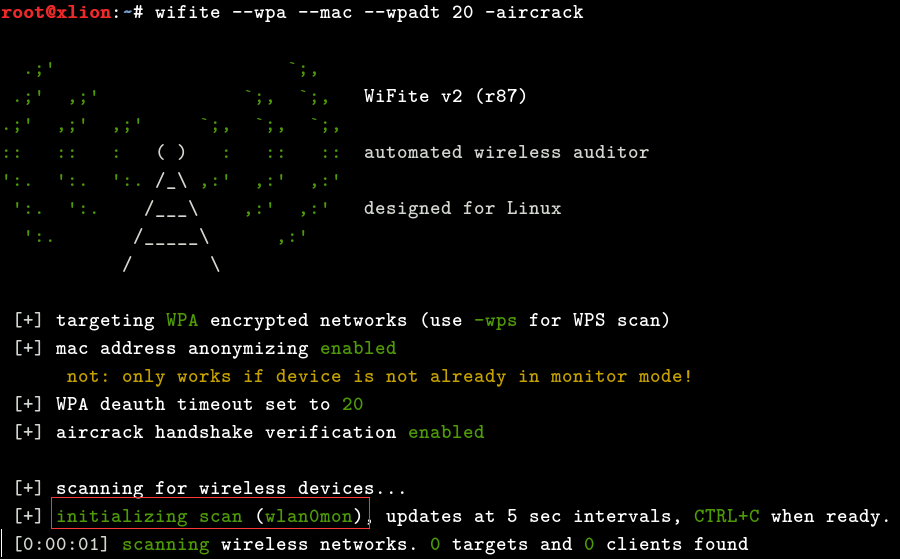 root@xlion:~# wifite --wpa --mac --wpadt 20 -aircrack
WiFite v2 (r87)
automated wireless auditor
designed for Linux
[+] targeting WPA encrypted networks (use -wps for WPS scan)
[+] mac address anonymizing enabled
not: only works if device is not already in monitor mode!
[+] WPA deauth timeout set to 20
[+] aircrack handshake verification enabled
[+] scanning for wireless devices...
[+] initializing scan (wlan0mon), updates at 5 sec intervals, CTRL+C when ready.
[0:00:01] scanning wireless networks. 0 targets and 0 clients found